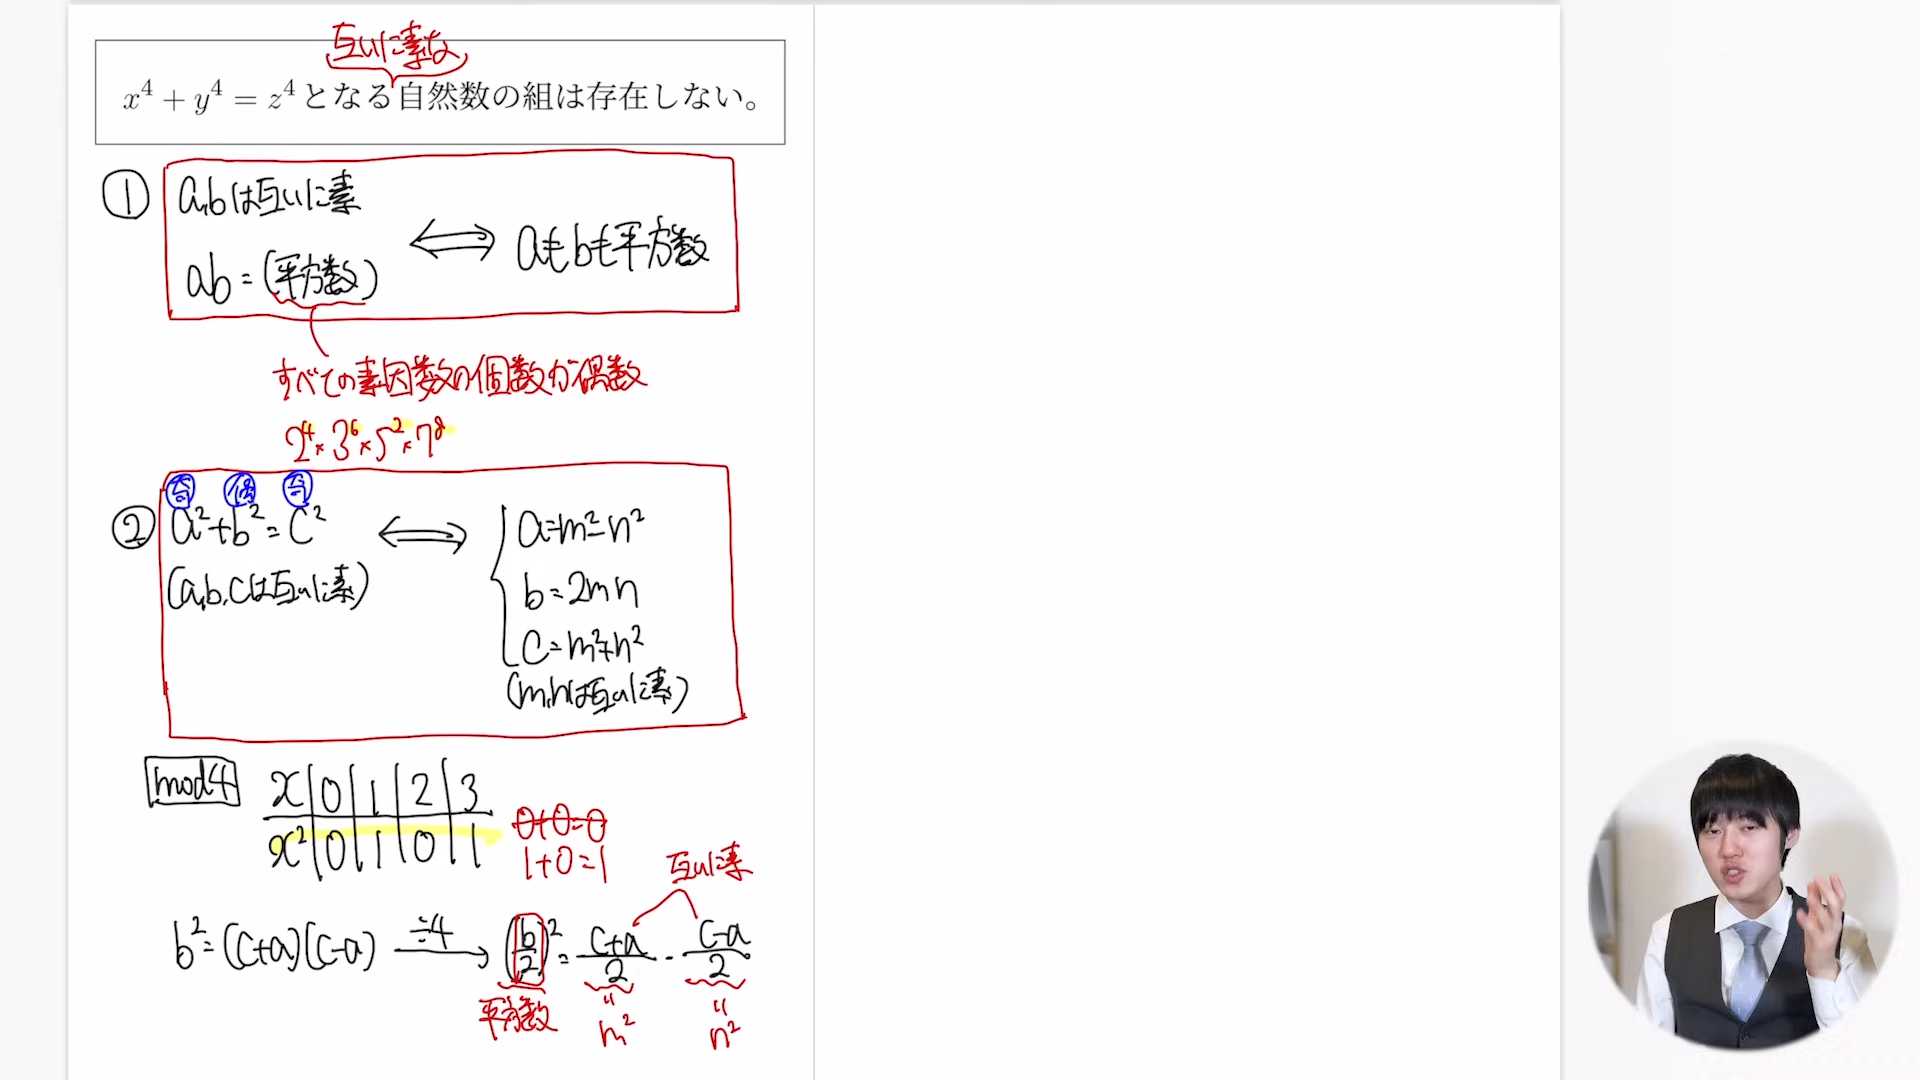 互いに素な
x⁴ + y⁴ = z⁴ となる自然数の組は存在しない。
① a,bは互いに素
ab = (平方数) ⟺ aもbも平方数
すべての素因数の個数が偶数
2⁴×3⁶×5²×7⁸
奇 偶 奇
② a²+b²=c² ⟺ a=m²-n²
(a,b,cは互いに素) b=2mn
c=m²+n²
(m,nは互いに素)
mod4
x 0 1 2 3
x² 0 1 0 1
0+0=0
1+0=1
互いに素
b²=(c+a)(c-a) ÷4→ (b/2)² = (c+a)/2 · (c-a)/2
平方数 = m² = n²